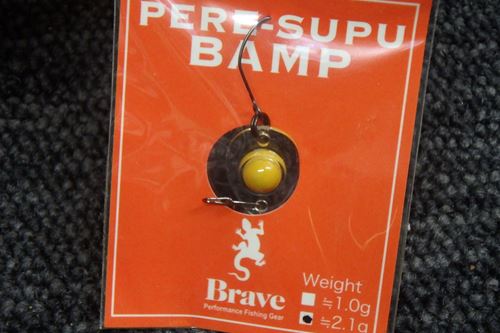 PERE-SUPU
BAMP
Brave
Performance Fishing Gear
Weight
≒1.0g
≒2.1g